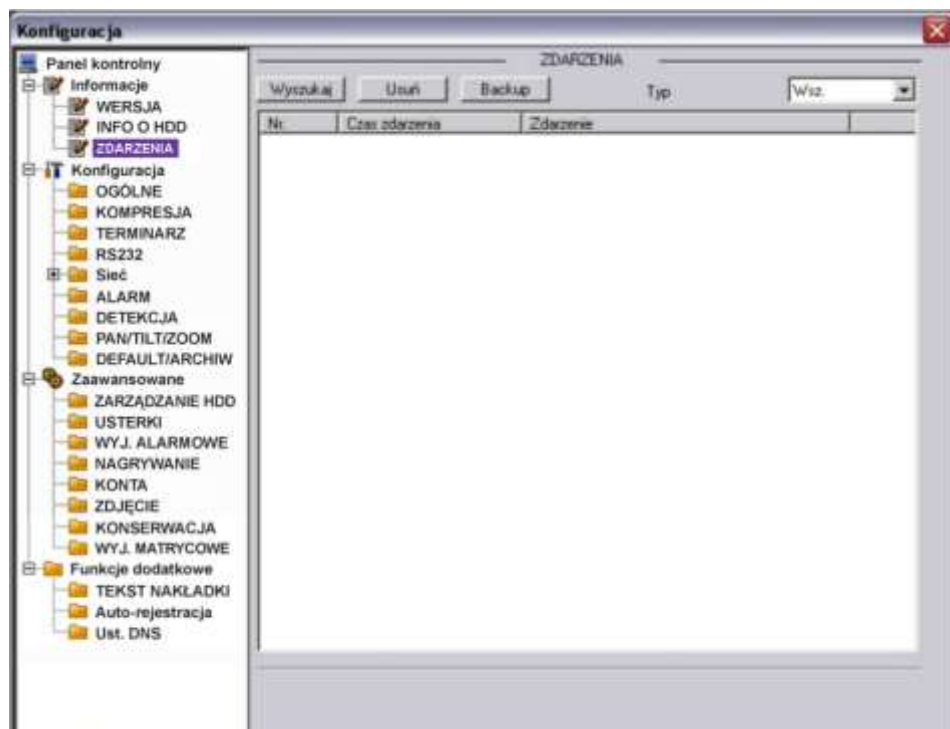 Konfiguracja
Panel kontrolny
Informacje
WERSJA
INFO O HDD
ZDARZENIA
Konfiguracja
OGÓLNE
KOMPRESJA
TERMINARZ
RS232
Sieć
ALARM
DETEKCJA
PAN/TILT/ZOOM
DEFAULT/ARCHIW
Zaawansowane
ZARZĄDZANIE HDD
USTERKI
WYJ. ALARMOWE
NAGRYWANIE
KONTA
ZDJĘCIE
KONSERWACJA
WYJ. MATRYCOWE
Funkcje dodatkowe
TEKST NAKŁADKI
Auto-rejestracja
Ust. DNS
ZDARZENIA
Wyszukaj Usuń Backup Typ Wsz.
Nr. Czas zdarzenia Zdarzenie